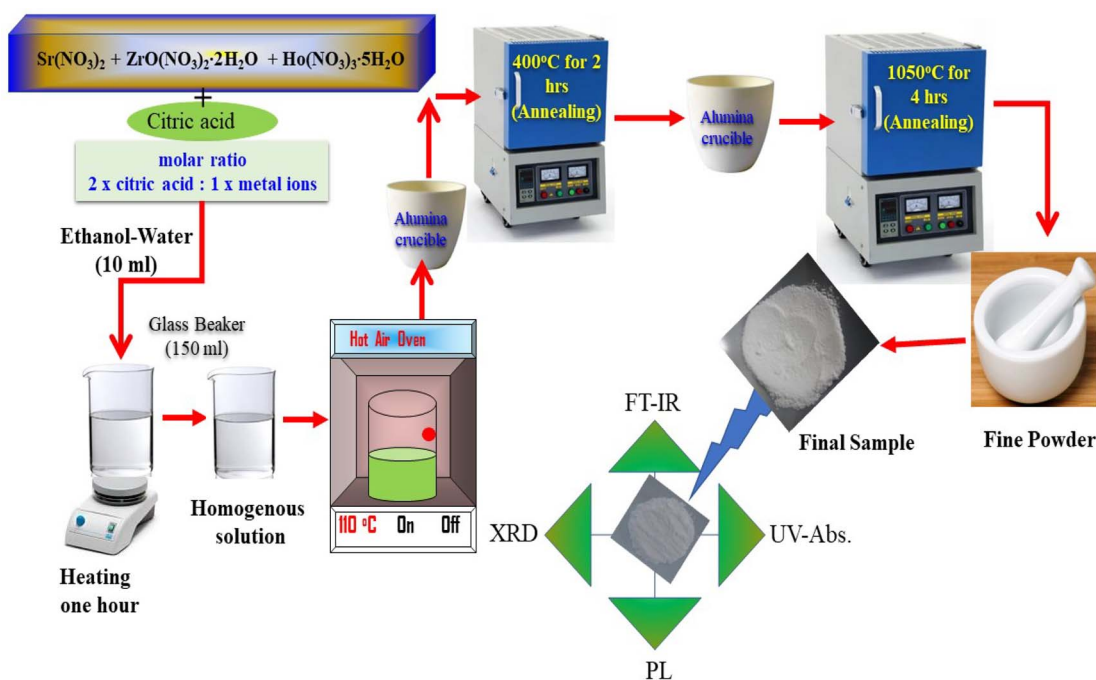 Sr(NO₃)₂ + ZrO(NO₃)₂·2H₂O + Ho(NO₃)₃·5H₂O
+
Citric acid
molar ratio
2 x citric acid : 1 x metal ions
Ethanol-Water
(10 ml)
Glass Beaker
(150 ml)
Heating
one hour
Homogenous
solution
Hot Air Oven
110 °C On Off
Alumina
crucible
400°C for 2
hrs
(Annealing)
Alumina
crucible
1050°C for
4 hrs
(Annealing)
Fine Powder
Final Sample
FT-IR
XRD
UV-Abs.
PL